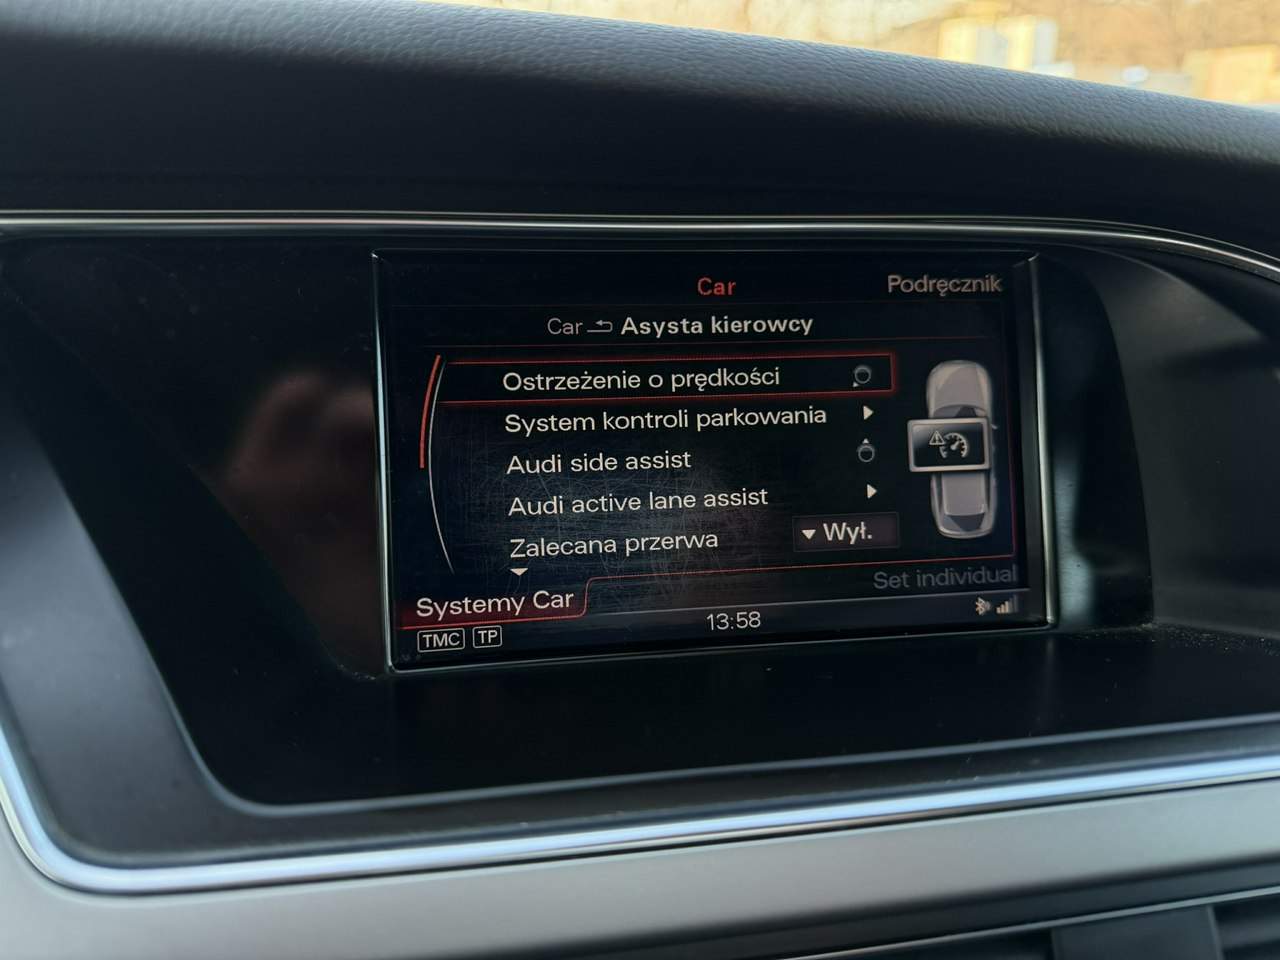 Car
Podręcznik
Car Asysta kierowcy
Ostrzeżenie o prędkości
System kontroli parkowania
Audi side assist
Audi active lane assist
Zalecana przerwa
Wył.
Set individual
Systemy Car
TMC TP
13:58